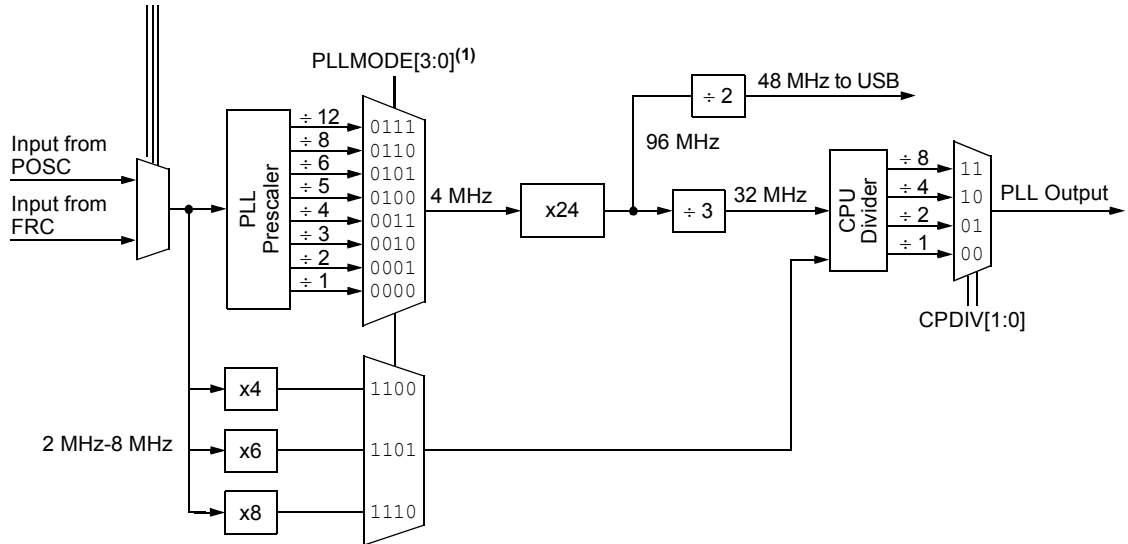 PLLMODE[3:0](1)
48 MHz to USB
÷ 2
96 MHz
Input from
POSC
Input from
FRC
PLL
Prescaler
÷ 12
÷ 8
÷ 6
÷ 5
÷ 4
÷ 3
÷ 2
÷ 1
0111
0110
0101
0100
0011
0010
0001
0000
4 MHz
x24
÷ 3
32 MHz
CPU
Divider
÷ 8
÷ 4
÷ 2
÷ 1
11
10
01
00
PLL Output
CPDIV[1:0]
2 MHz-8 MHz
x4
x6
x8
1100
1101
1110